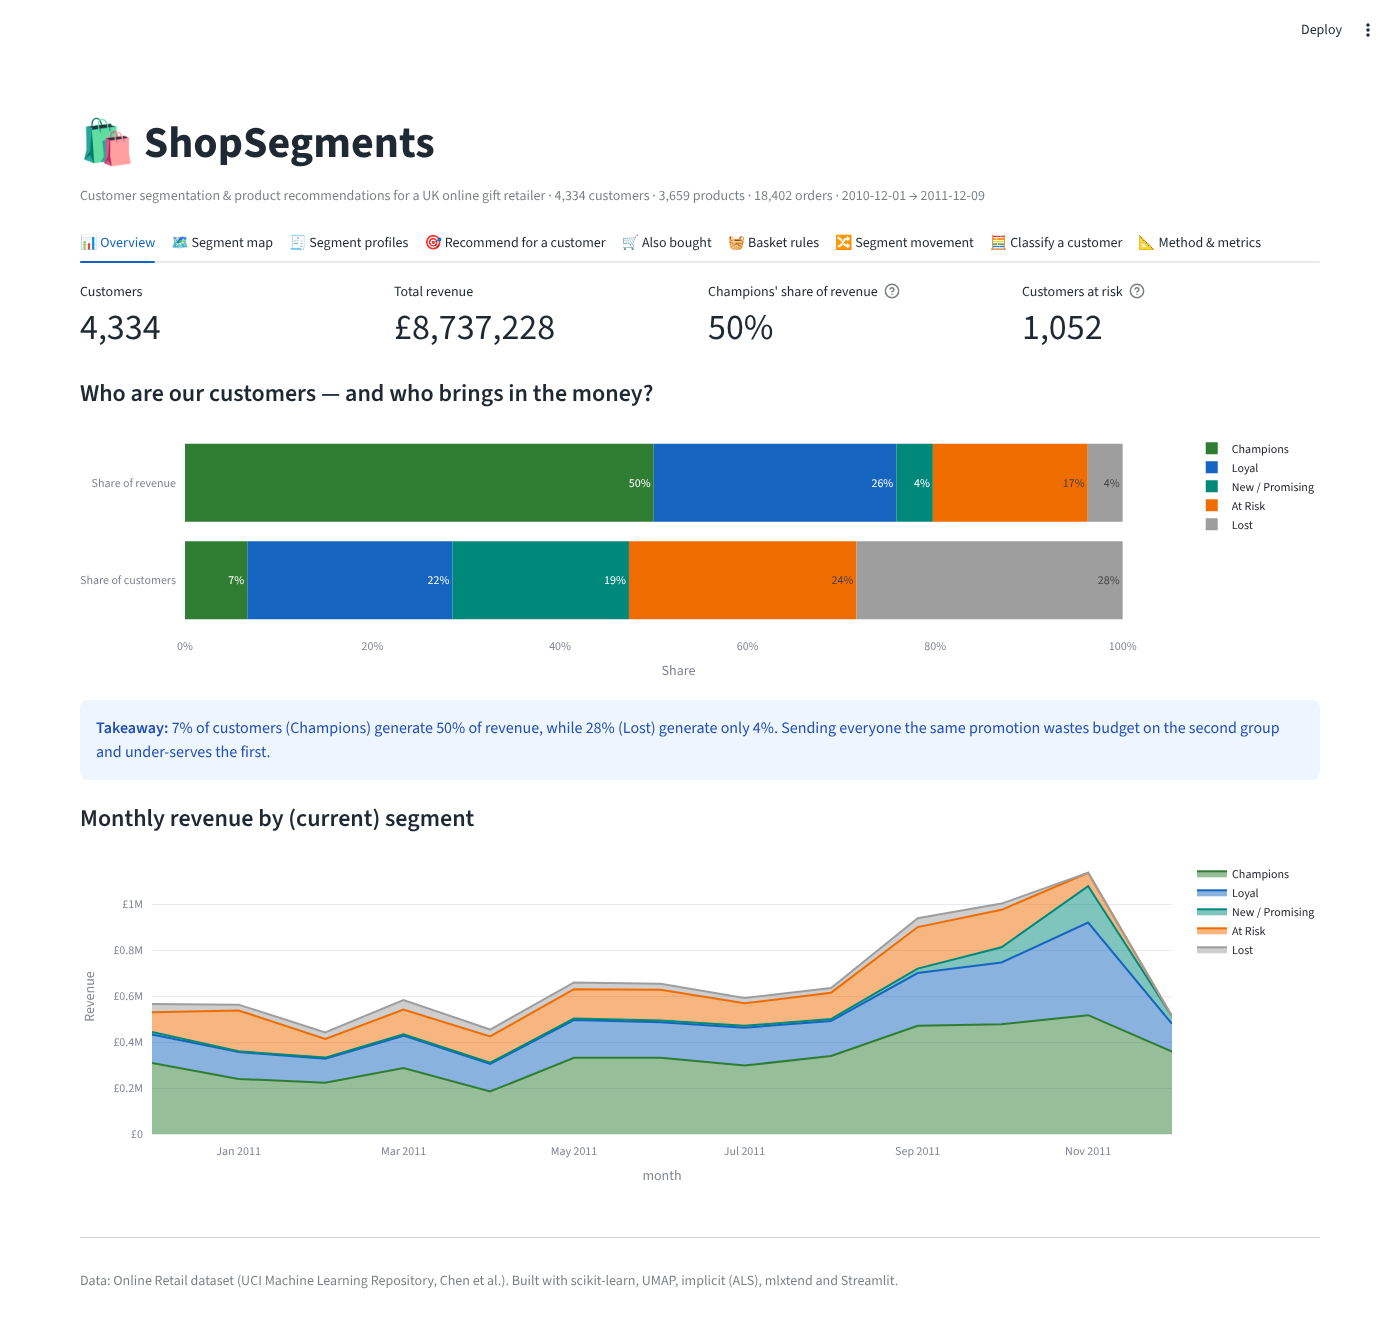 Deploy
ShopSegments
Customer segmentation & product recommendations for a UK online gift retailer · 4,334 customers · 3,659 products · 18,402 orders · 2010-12-01 → 2011-12-09
Overview Segment map Segment profiles Recommend for a customer Also bought Basket rules Segment movement Classify a customer Method & metrics
Customers
4,334
Total revenue
£8,737,228
Champions' share of revenue
50%
Customers at risk
1,052
Who are our customers — and who brings in the money?
Share of revenue
50% 26% 4% 17% 4%
Share of customers
7% 22% 19% 24% 28%
0% 20% 40% 60% 80% 100%
Share
Champions
Loyal
New / Promising
At Risk
Lost
Takeaway: 7% of customers (Champions) generate 50% of revenue, while 28% (Lost) generate only 4%. Sending everyone the same promotion wastes budget on the second group
and under-serves the first.
Monthly revenue by (current) segment
£1M
£0.8M
£0.6M
£0.4M
£0.2M
£0
Revenue
Jan 2011 Mar 2011 May 2011 Jul 2011 Sep 2011 Nov 2011
month
Champions
Loyal
New / Promising
At Risk
Lost
Data: Online Retail dataset (UCI Machine Learning Repository, Chen et al.). Built with scikit-learn, UMAP, implicit (ALS), mlxtend and Streamlit.